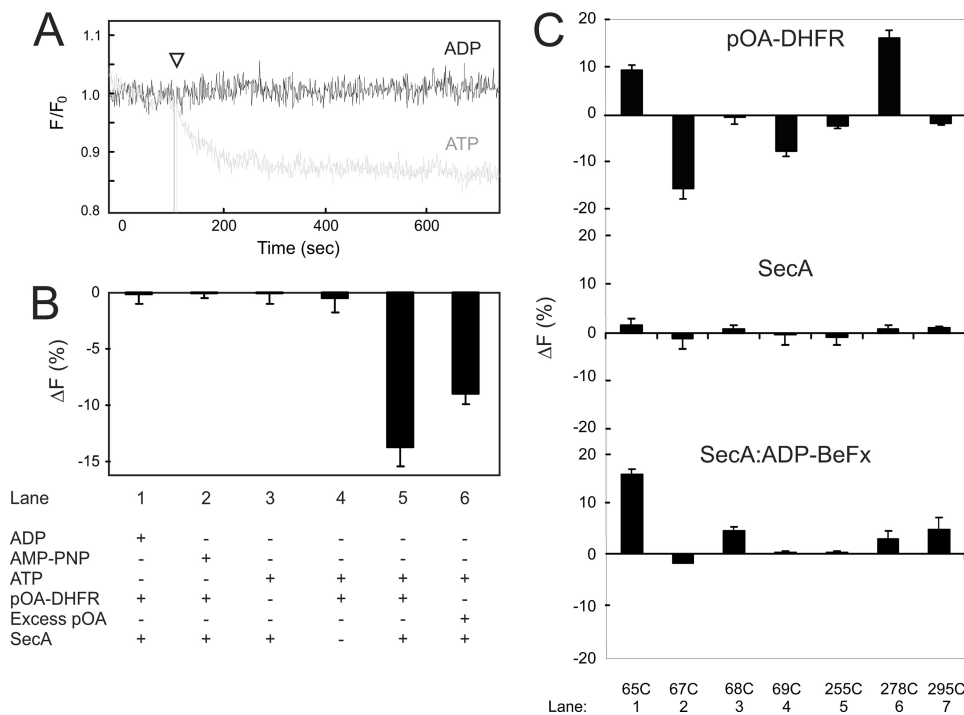 A
1.1
1.0
0.9
0.8
F/F0
ADP
ATP
0 200 400 600
Time (sec)
B
0
-5
-10
-15
ΔF (%)
Lane 1 2 3 4 5 6
ADP + - - - - -
AMP-PNP - + - - - -
ATP - - + + + +
pOA-DHFR + + - + + -
Excess pOA - - - - - +
SecA + + + - + +
C
pOA-DHFR
20
10
0
-10
-20
SecA
20
10
0
-10
-20
ΔF (%)
SecA:ADP-BeFx
20
10
0
-10
-20
ΔF (%)
65C 67C 68C 69C 255C 278C 295C
Lane: 1 2 3 4 5 6 7